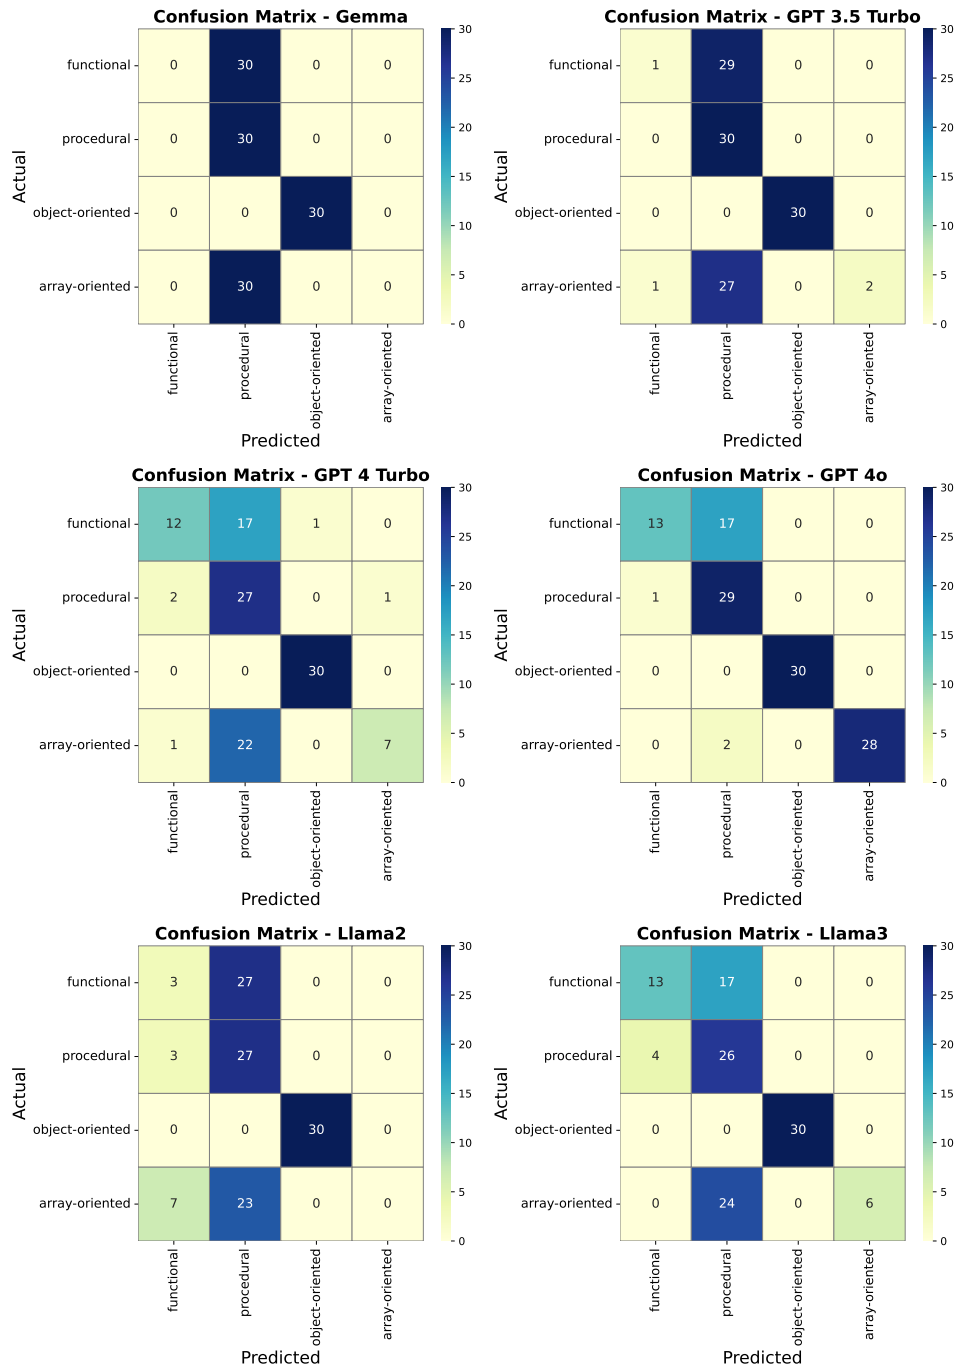 Confusion Matrix - Gemma
Actual
functional 0 30 0 0
procedural 0 30 0 0
object-oriented 0 0 30 0
array-oriented 0 30 0 0
functional procedural object-oriented array-oriented
Predicted
30
25
20
15
10
5
0
Confusion Matrix - GPT 3.5 Turbo
Actual
functional 1 29 0 0
procedural 0 30 0 0
object-oriented 0 0 30 0
array-oriented 1 27 0 2
functional procedural object-oriented array-oriented
Predicted
30
25
20
15
10
5
0
Confusion Matrix - GPT 4 Turbo
Actual
functional 12 17 1 0
procedural 2 27 0 1
object-oriented 0 0 30 0
array-oriented 1 22 0 7
functional procedural object-oriented array-oriented
Predicted
30
25
20
15
10
5
0
Confusion Matrix - GPT 4o
Actual
functional 13 17 0 0
procedural 1 29 0 0
object-oriented 0 0 30 0
array-oriented 0 2 0 28
functional procedural object-oriented array-oriented
Predicted
30
25
20
15
10
5
0
Confusion Matrix - Llama2
Actual
functional 3 27 0 0
procedural 3 27 0 0
object-oriented 0 0 30 0
array-oriented 7 23 0 0
functional procedural object-oriented array-oriented
Predicted
30
25
20
15
10
5
0
Confusion Matrix - Llama3
Actual
functional 13 17 0 0
procedural 4 26 0 0
object-oriented 0 0 30 0
array-oriented 0 24 0 6
functional procedural object-oriented array-oriented
Predicted
30
25
20
15
10
5
0